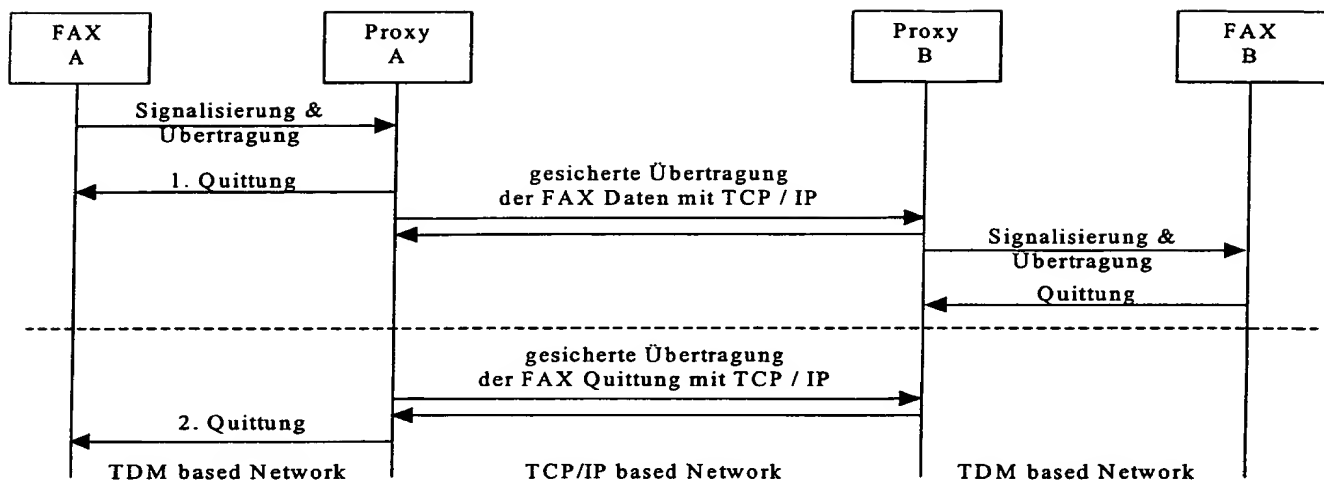 FAX
A
Proxy
A
Proxy
B
FAX
B
Signalisierung &
Übertragung
1. Quittung
gesicherte Übertragung
der FAX Daten mit TCP / IP
Signalisierung &
Übertragung
Quittung
gesicherte Übertragung
der FAX Quittung mit TCP / IP
2. Quittung
TDM based Network
TCP/IP based Network
TDM based Network